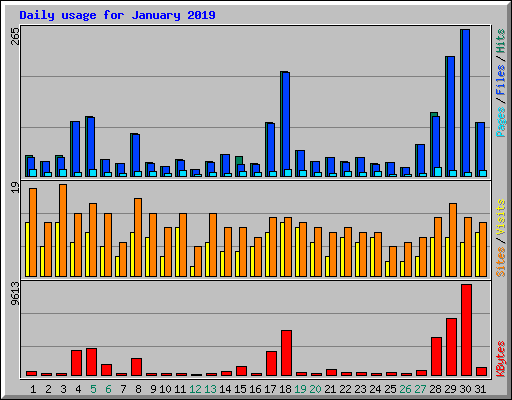 Daily usage for January 2019
265
Pages / Files / Hits
19
Sites / Visits
9613
KBytes
1 2 3 4 5 6 7 8 9 10 11 12 13 14 15 16 17 18 19 20 21 22 23 24 25 26 27 28 29 30 31